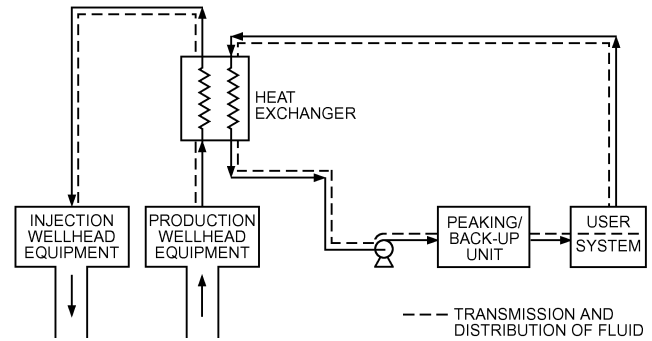 HEAT
EXCHANGER
INJECTION
WELLHEAD
EQUIPMENT
PRODUCTION
WELLHEAD
EQUIPMENT
PEAKING/
BACK-UP
UNIT
USER
SYSTEM
TRANSMISSION AND
DISTRIBUTION OF FLUID